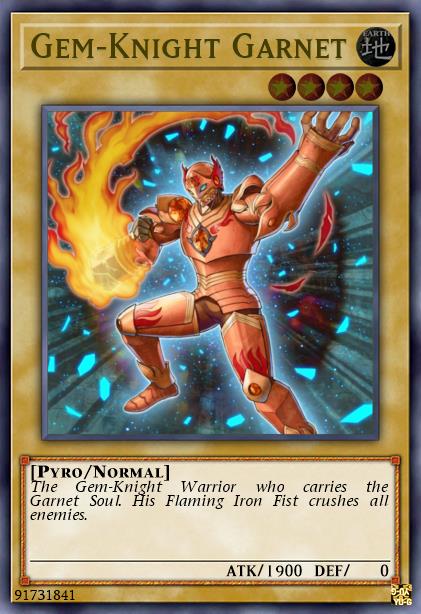 Gem-Knight Garnet
EARTH
地
[Pyro/Normal]
The Gem-Knight Warrior who carries the
Garnet Soul. His Flaming Iron Fist crushes all
enemies.
ATK/1900 DEF/ 0
91731841